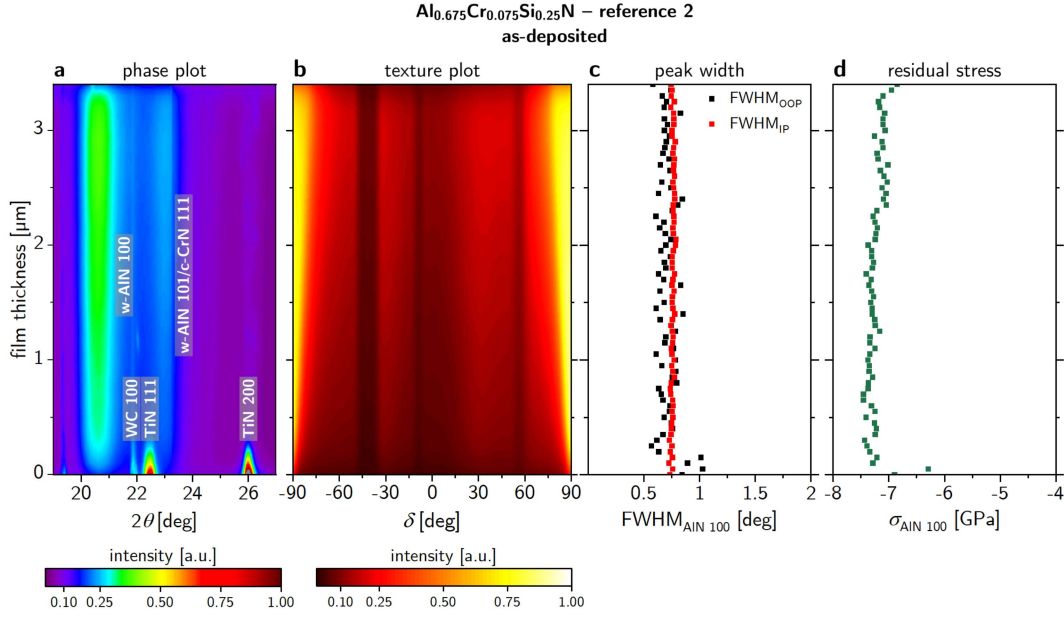 Al0.675Cr0.075Si0.25N – reference 2
as-deposited
a phase plot
b texture plot
c peak width
d residual stress
film thickness [µm]
3
2
1
0
w-AlN 100
w-AlN 101/c-CrN 111
WC 100
TiN 111
TiN 200
FWHMOOP
FWHMIP
20 22 24 26
-90 -60 -30 0 30 60 90
0.5 1 1.5 2
-8 -7 -6 -5 -4
2θ [deg]
δ [deg]
FWHMAlN 100 [deg]
σAlN 100 [GPa]
intensity [a.u.]
0.10 0.25 0.50 0.75 1.00
intensity [a.u.]
0.10 0.25 0.50 0.75 1.00